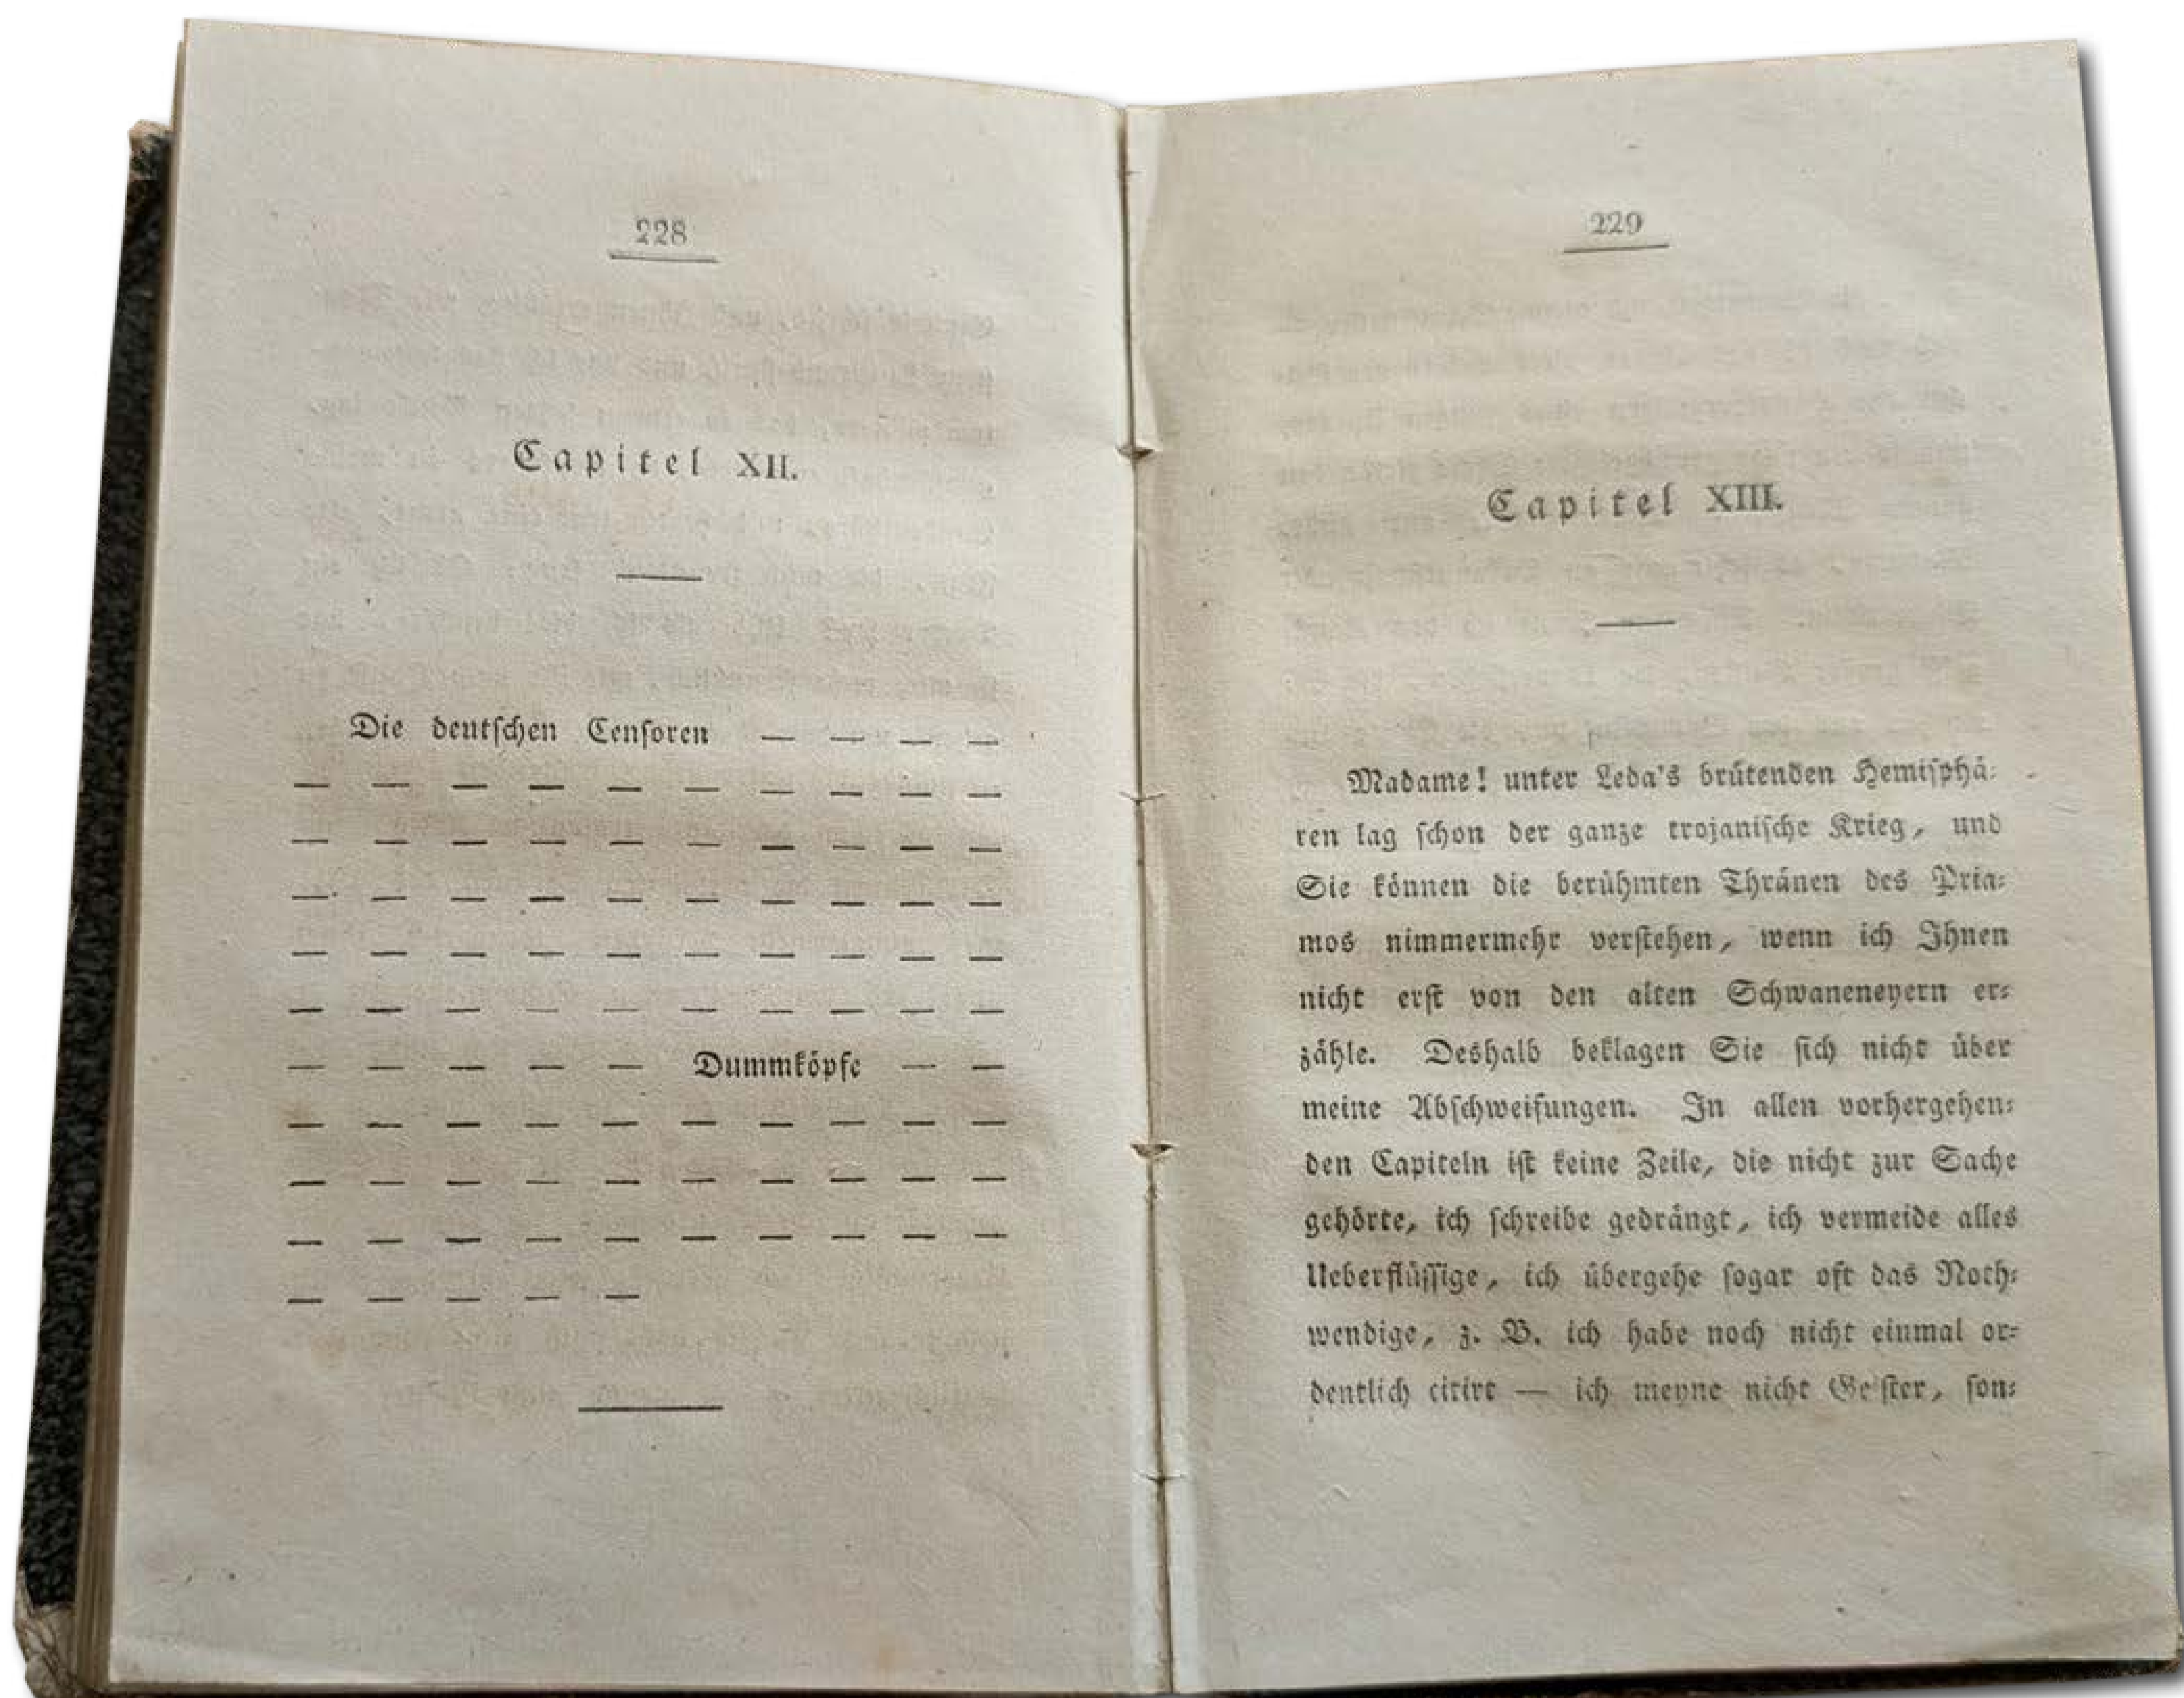 228
Capitel XII.
Die deutſchen Cenſoren — — — —
— — — — — — — — — —
— — — — — — — — — —
— — — — — — — — — —
— — — — — — — — — —
— — — — — — — — — —
— — — — — Dummköpfe — —
— — — — — — — — — —
— — — — — — — — — —
— — — — — — — — — —
— — — — —
229
Capitel XIII.
Madame! unter Leda's brütenden Hemiſphä⸗
ren lag ſchon der ganze trojaniſche Krieg, und
Sie können die berühmten Thränen des Pria⸗
mos nimmermehr verſtehen, wenn ich Ihnen
nicht erſt von den alten Schwaneneyern er⸗
zähle. Deshalb beklagen Sie ſich nicht über
meine Abſchweifungen. In allen vorhergehen⸗
den Capiteln iſt keine Zeile, die nicht zur Sache
gehörte, ich ſchreibe gedrängt, ich vermeide alles
Ueberflüſſige, ich übergehe ſogar oft das Noth⸗
wendige, z. B. ich habe noch nicht einmal or⸗
dentlich citirt — ich meyne nicht Geiſter, ſon⸗